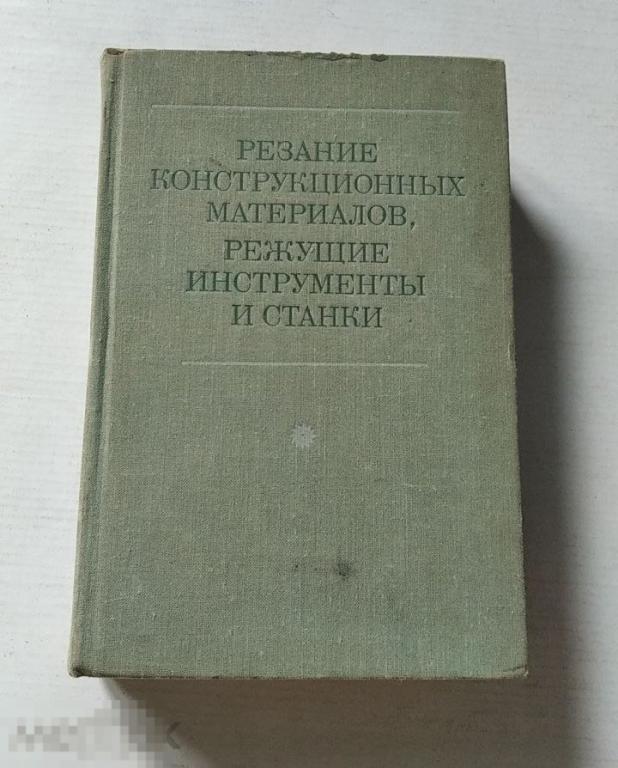 РЕЗАНИЕ
КОНСТРУКЦИОННЫХ
МАТЕРИАЛОВ,
РЕЖУЩИЕ
ИНСТРУМЕНТЫ
И СТАНКИ